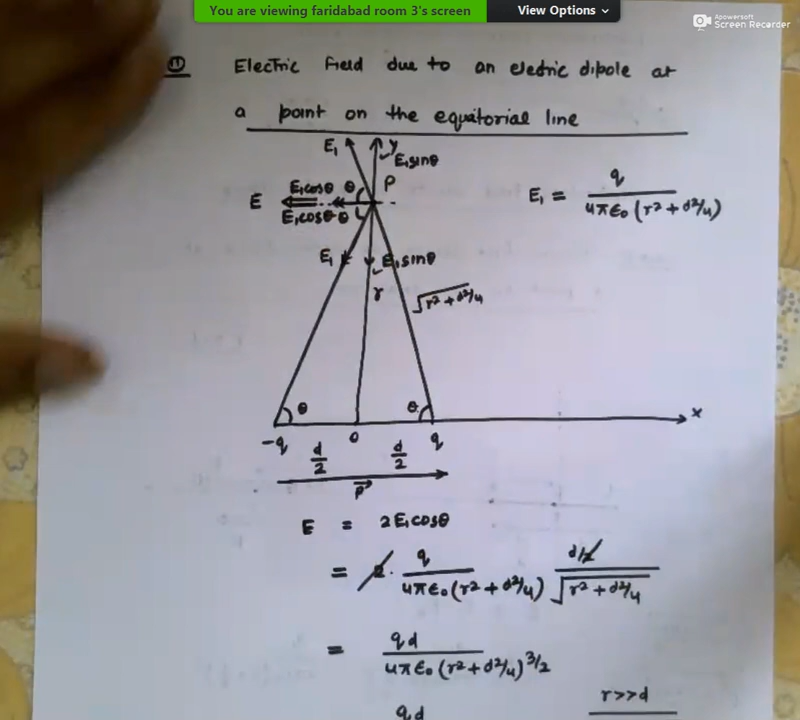 You are viewing faridabad room 3's screen
View Options
Apowersoft
Screen Recorder
(11) Electric field due to an electric dipole at
a point on the equatorial line
E₁ y E₁sinθ
E₁cosθ θ P
E
E₁cosθ θ
E₁ = q / 4πε₀ (r² + d²/4)
E₁ E₁sinθ
r √r² + d²/4
θ θ
-q o q x
d/2 d/2
p⃗
E = 2E₁cosθ
= 2. q / 4πε₀ (r² + d²/4) d/2 / √r² + d²/4
= qd / 4πε₀ (r² + d²/4)^3/2
qd r>>d